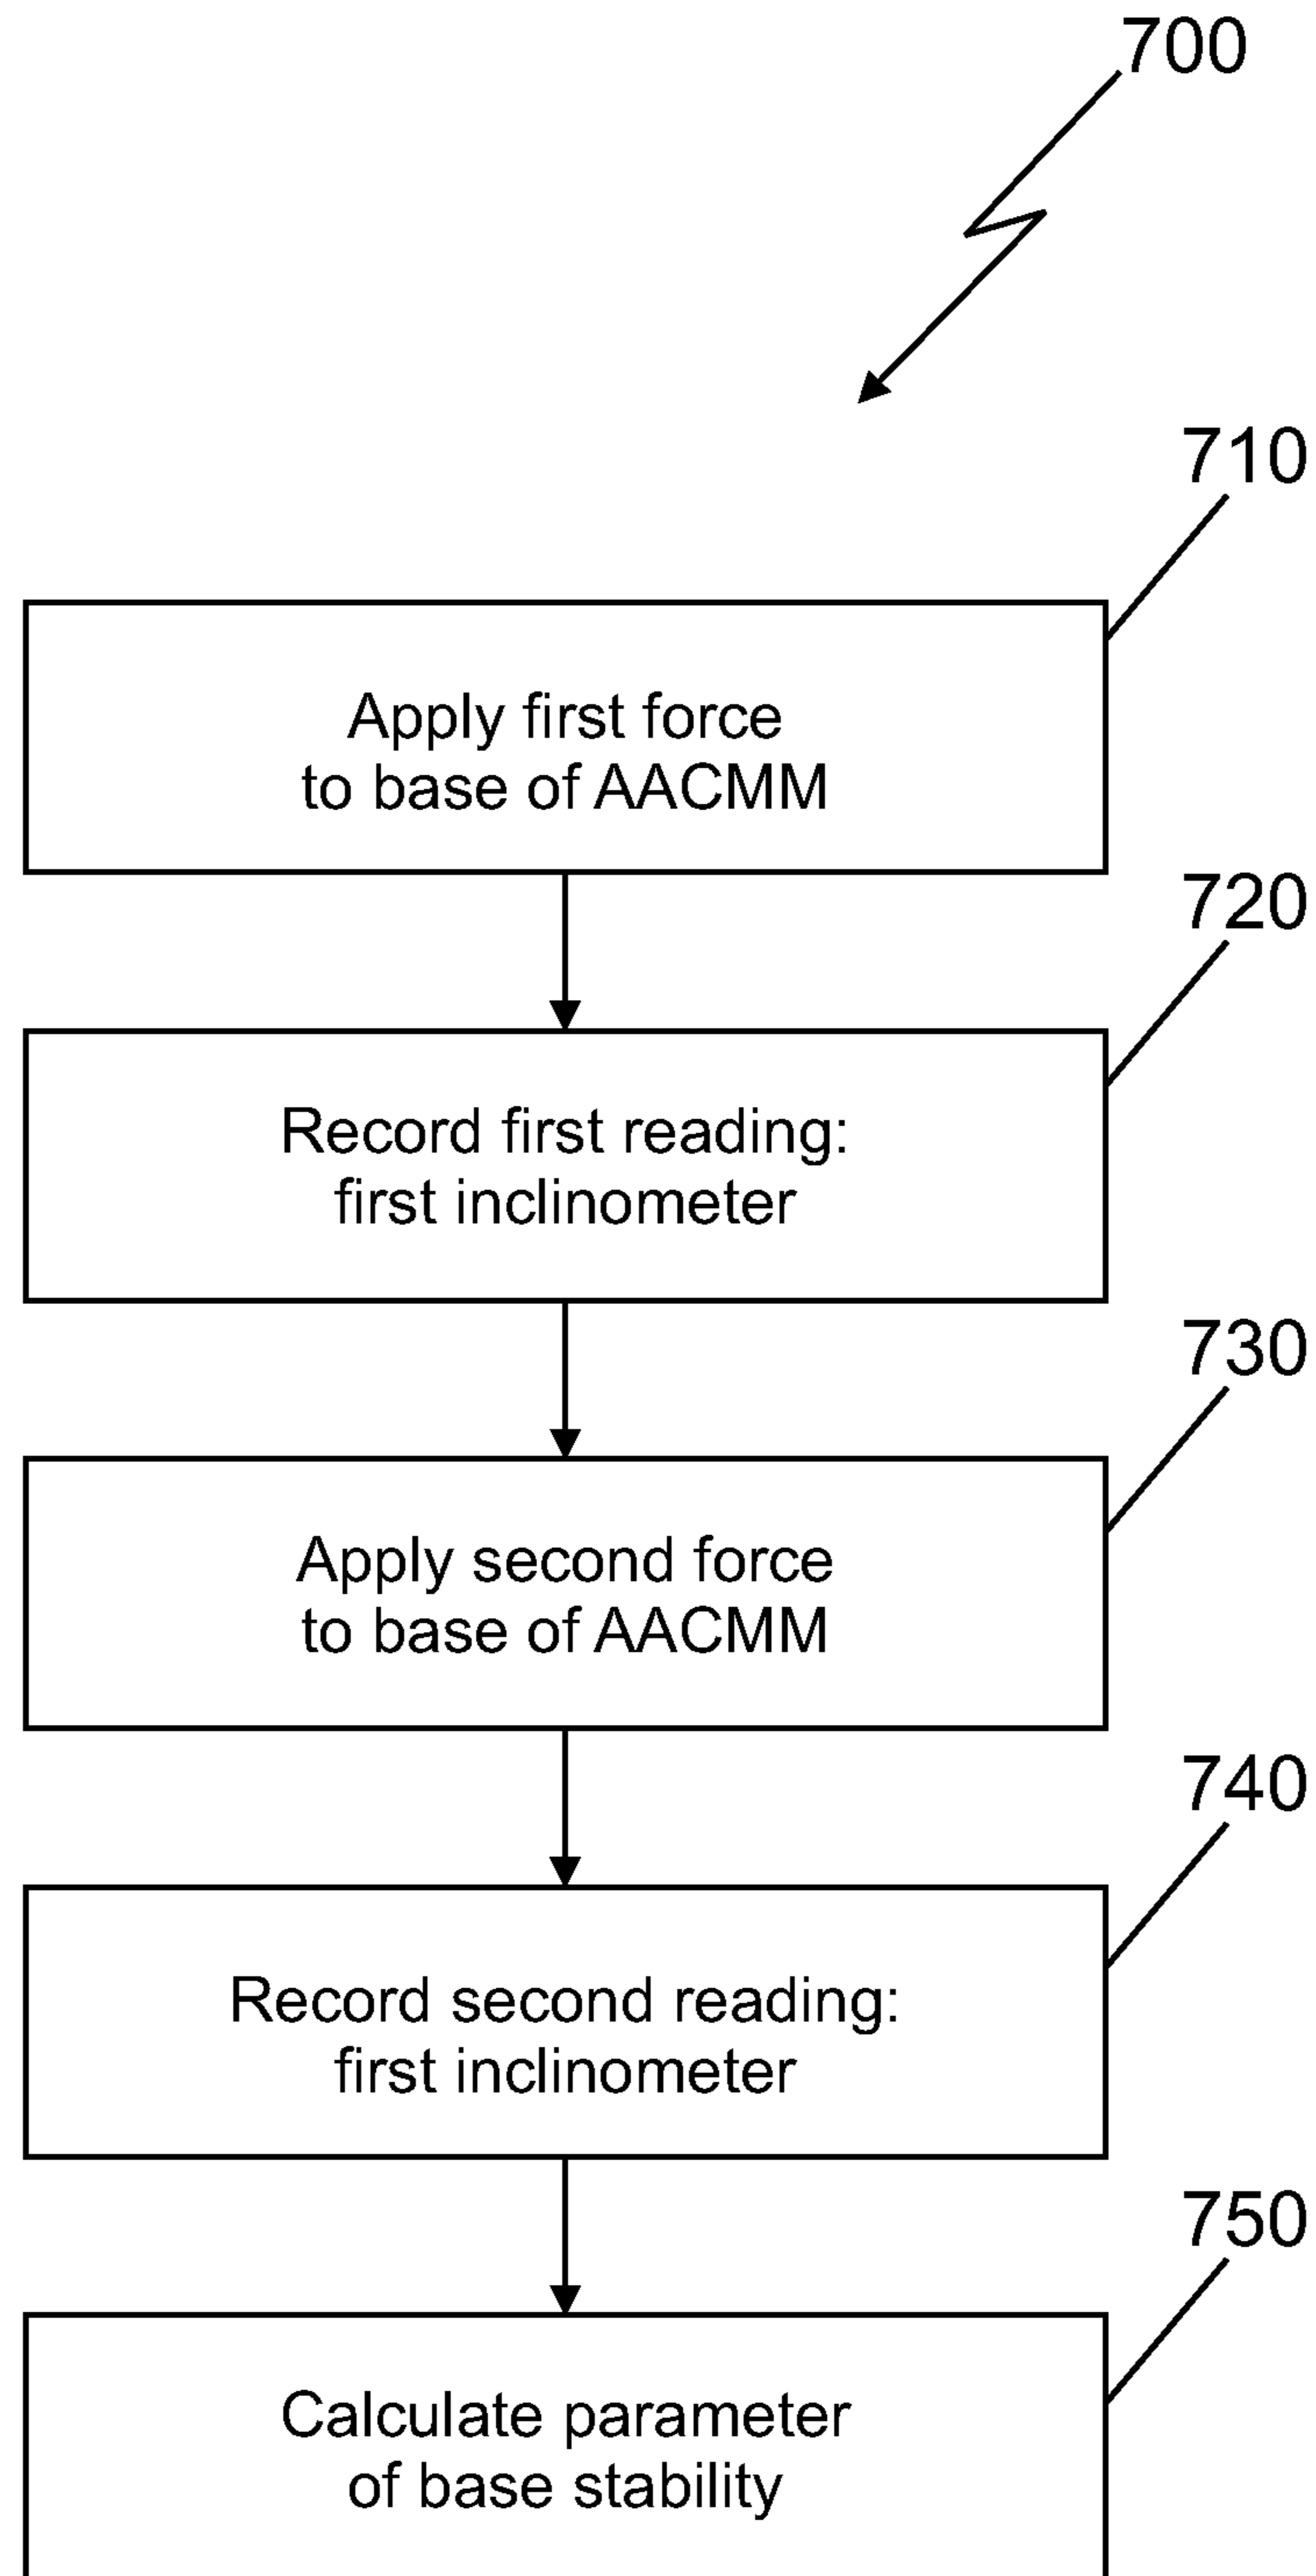 700
710
Apply first force
to base of AACMM
720
Record first reading:
first inclinometer
730
Apply second force
to base of AACMM
740
Record second reading:
first inclinometer
750
Calculate parameter
of base stability